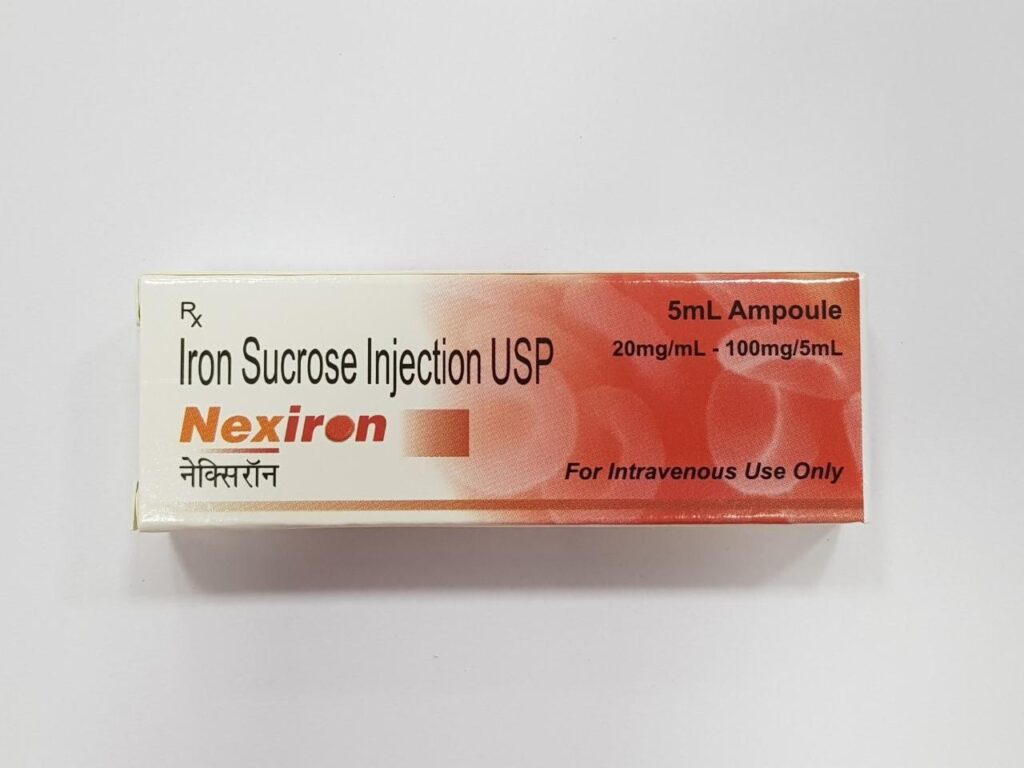 Rx
Iron Sucrose Injection USP
Nexiron
नेक्सिरॉन
5mL Ampoule
20mg/mL - 100mg/5mL
For Intravenous Use Only